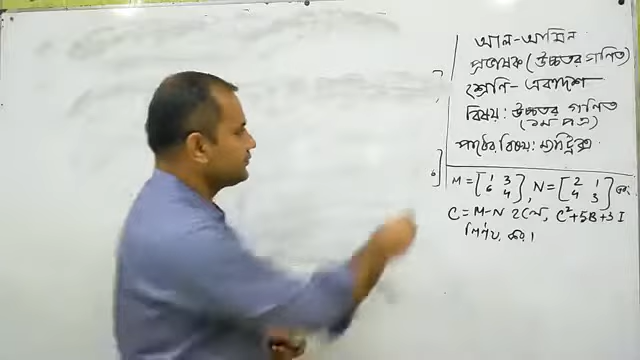 আল-আমিন
প্রভাষক (উচ্চতর গণিত)
শ্রেণি- একাদশ
বিষয়: উচ্চতর গণিত
(১ম পত্র)
পাঠের বিষয়: ম্যাট্রিক্স
M = [1 3; 6 4], N = [2 1; 4 3] এবং
C = M-N হলে, C²+5B+3I
নির্ণয় কর।